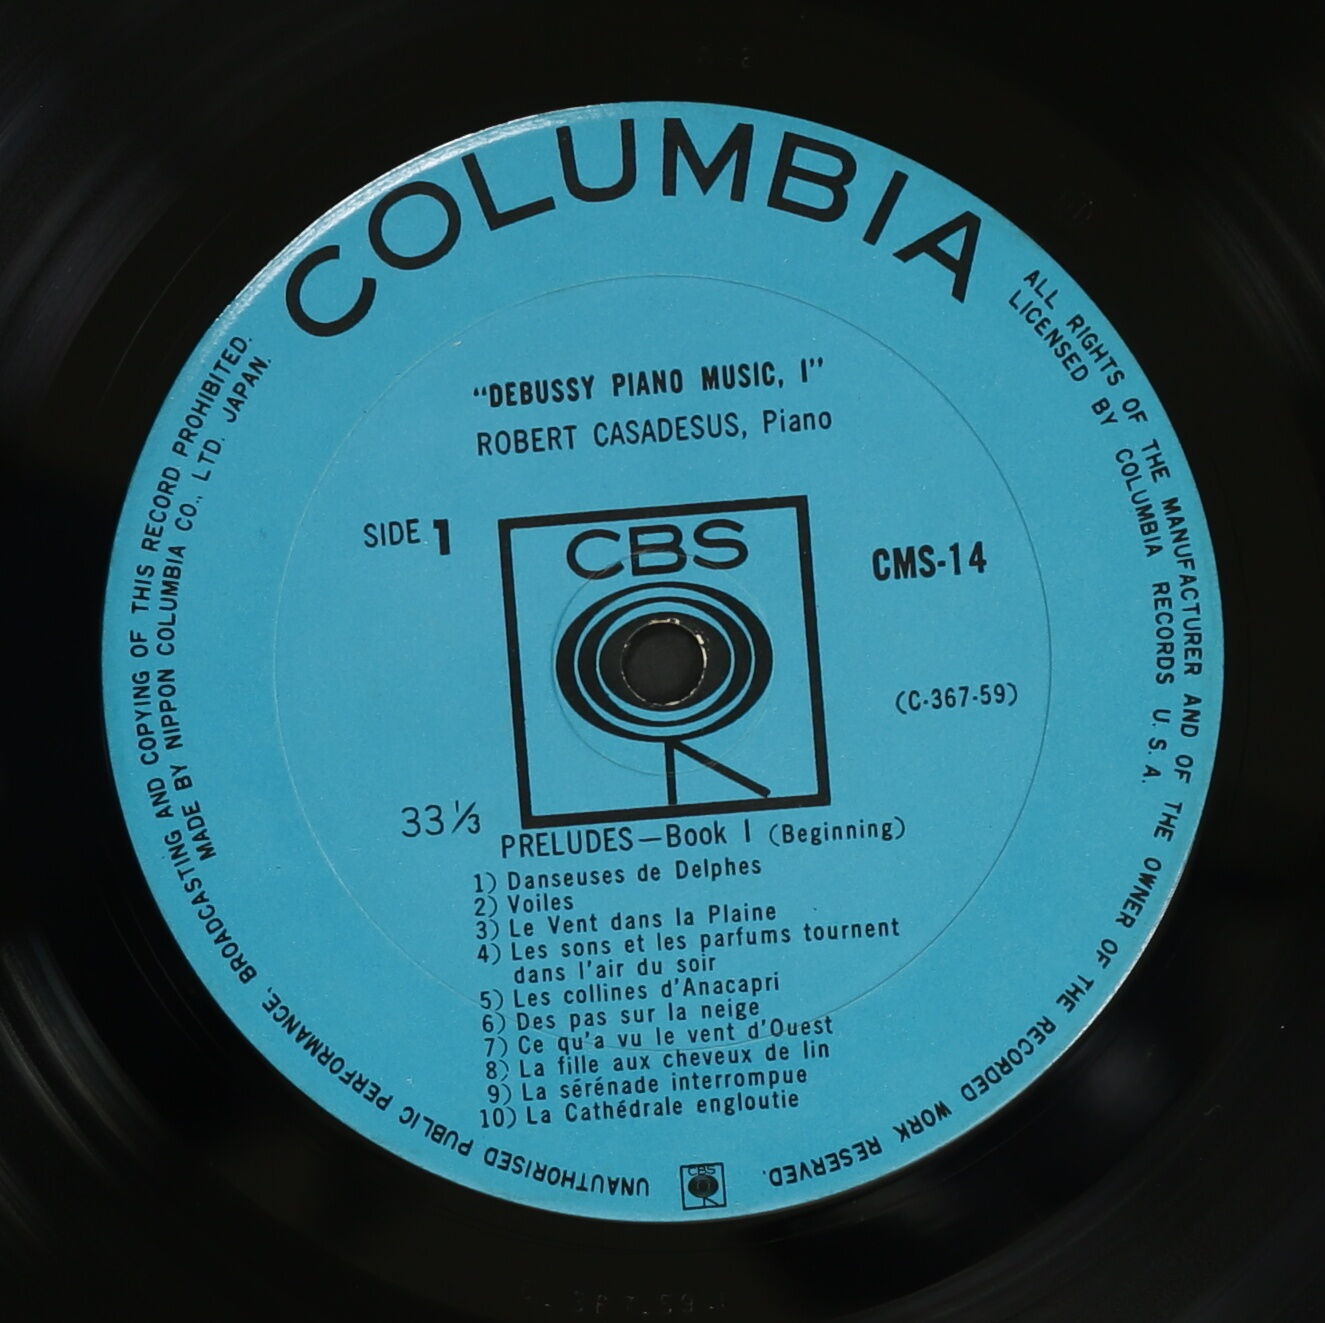 COLUMBIA
"DEBUSSY PIANO MUSIC, I"
ROBERT CASADESUS, Piano
SIDE 1
CBS
CMS-14
(C-367-59)
33⅓
PRELUDES—Book I (Beginning)
1) Danseuses de Delphes
2) Voiles
3) Le Vent dans la Plaine
4) Les sons et les parfums tournent
dans l'air du soir
5) Les collines d'Anacapri
6) Des pas sur la neige
7) Ce qu'a vu le vent d'Ouest
8) La fille aux cheveux de lin
9) La sérénade interrompue
10) La Cathédrale engloutie
ALL RIGHTS OF THE MANUFACTURER AND OF THE OWNER OF THE RECORDED WORK RESERVED.
LICENSED BY COLUMBIA RECORDS U. S. A.
UNAUTHORISED PUBLIC PERFORMANCE, BROADCASTING AND COPYING OF THIS RECORD PROHIBITED.
MADE BY NIPPON COLUMBIA CO., LTD. JAPAN.
CBS